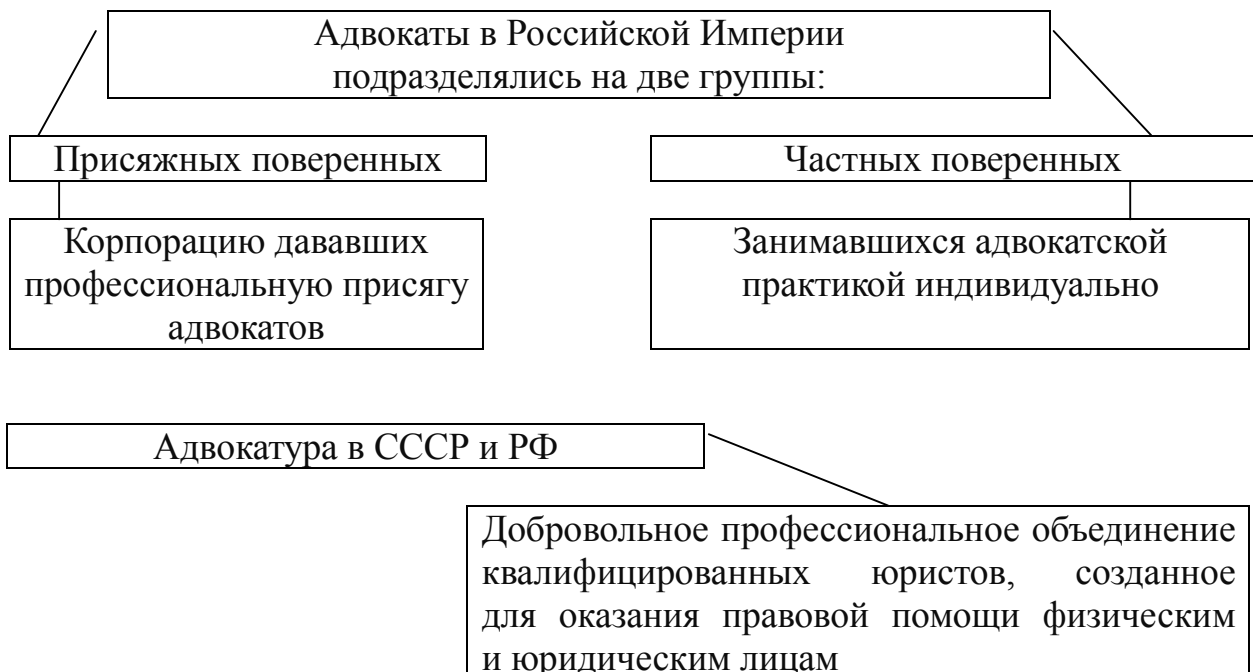 Адвокаты в Российской Империи
подразделялись на две группы:
Присяжных поверенных
Частных поверенных
Корпорацию дававших
профессиональную присягу
адвокатов
Занимавшихся адвокатской
практикой индивидуально
Адвокатура в СССР и РФ
Добровольное профессиональное объединение
квалифицированных юристов, созданное
для оказания правовой помощи физическим
и юридическим лицам